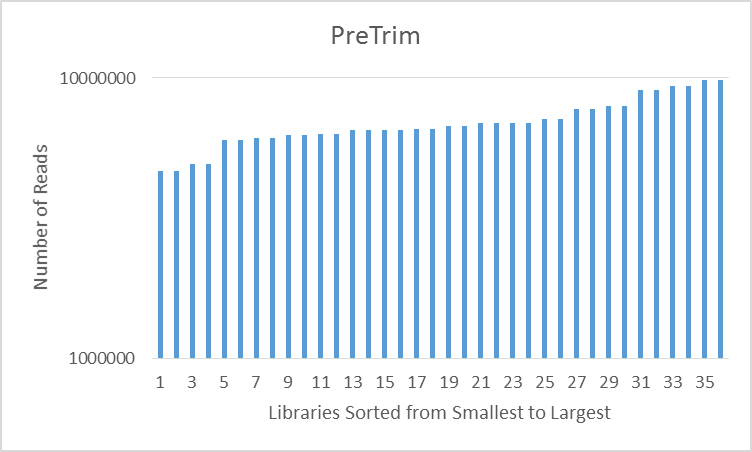 PreTrim
10000000
Number of Reads
1000000
1 3 5 7 9 11 13 15 17 19 21 23 25 27 29 31 33 35
Libraries Sorted from Smallest to Largest